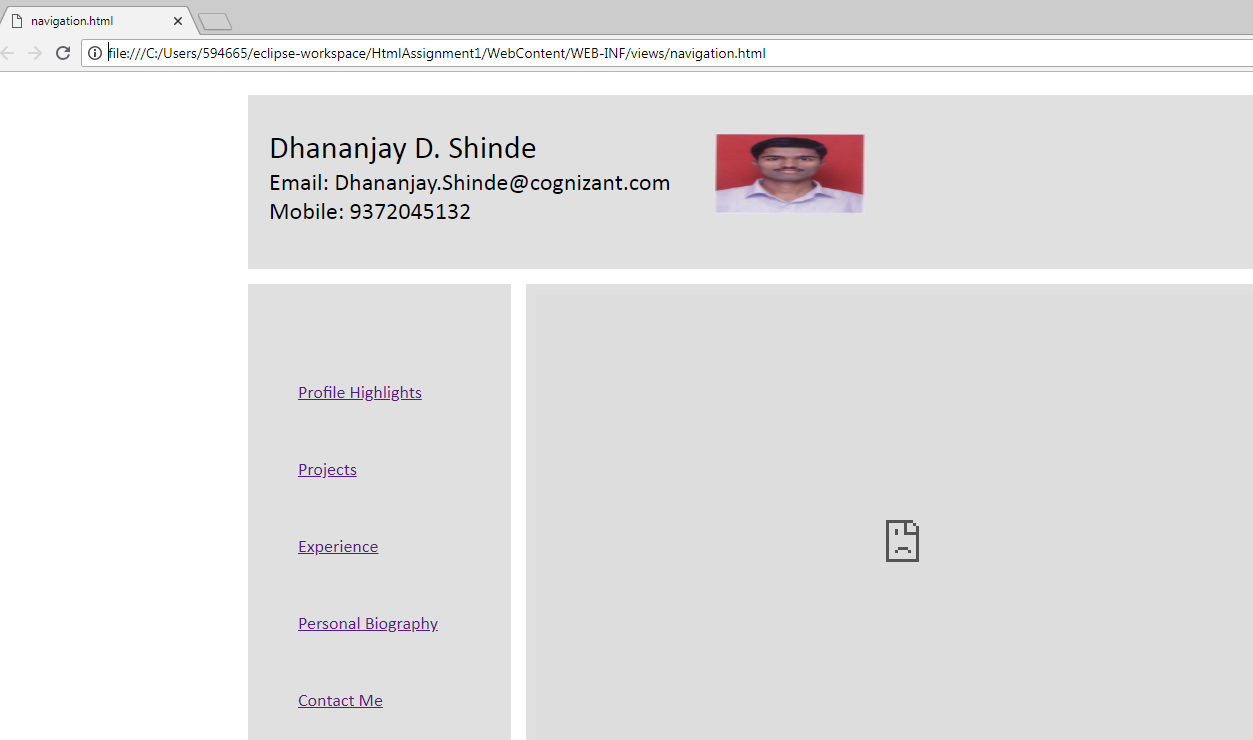 navigation.html
file:///C:/Users/594665/eclipse-workspace/HtmlAssignment1/WebContent/WEB-INF/views/navigation.html
Dhananjay D. Shinde
Email: Dhananjay.Shinde@cognizant.com
Mobile: 9372045132
Profile Highlights
Projects
Experience
Personal Biography
Contact Me